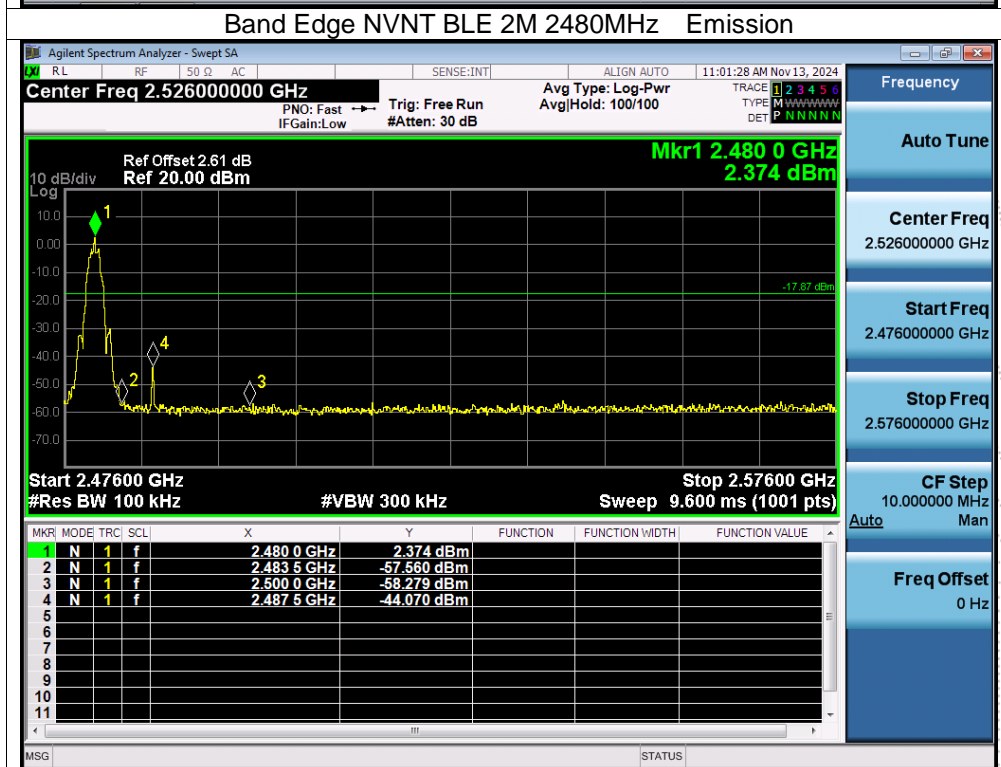 Band Edge NVNT BLE 2M 2480MHz Emission
Agilent Spectrum Analyzer - Swept SA
LXI RL RF 50 Ω AC SENSE:INT ALIGN AUTO 11:01:28 AM Nov 13, 2024
Center Freq 2.526000000 GHz
PNO: Fast
IFGain:Low
Trig: Free Run
#Atten: 30 dB
Avg Type: Log-Pwr
Avg|Hold: 100/100
TRACE 1 2 3 4 5 6
TYPE M WWWWW
DET P N N N N N
Ref Offset 2.61 dB
10 dB/div Ref 20.00 dBm
Log
Mkr1 2.480 0 GHz
2.374 dBm
10.0
0.00
-10.0
-20.0
-30.0
-40.0
-50.0
-60.0
-70.0
1
2
3
4
-17.87 dBm
Start 2.47600 GHz Stop 2.57600 GHz
#Res BW 100 kHz #VBW 300 kHz Sweep 9.600 ms (1001 pts)
MKR MODE TRC SCL X Y FUNCTION FUNCTION WIDTH FUNCTION VALUE
1 N 1 f 2.480 0 GHz 2.374 dBm
2 N 1 f 2.483 5 GHz -57.560 dBm
3 N 1 f 2.500 0 GHz -58.279 dBm
4 N 1 f 2.487 5 GHz -44.070 dBm
5
6
7
8
9
10
11
MSG STATUS
Frequency
Auto Tune
Center Freq
2.526000000 GHz
Start Freq
2.476000000 GHz
Stop Freq
2.576000000 GHz
CF Step
10.000000 MHz
Auto Man
Freq Offset
0 Hz